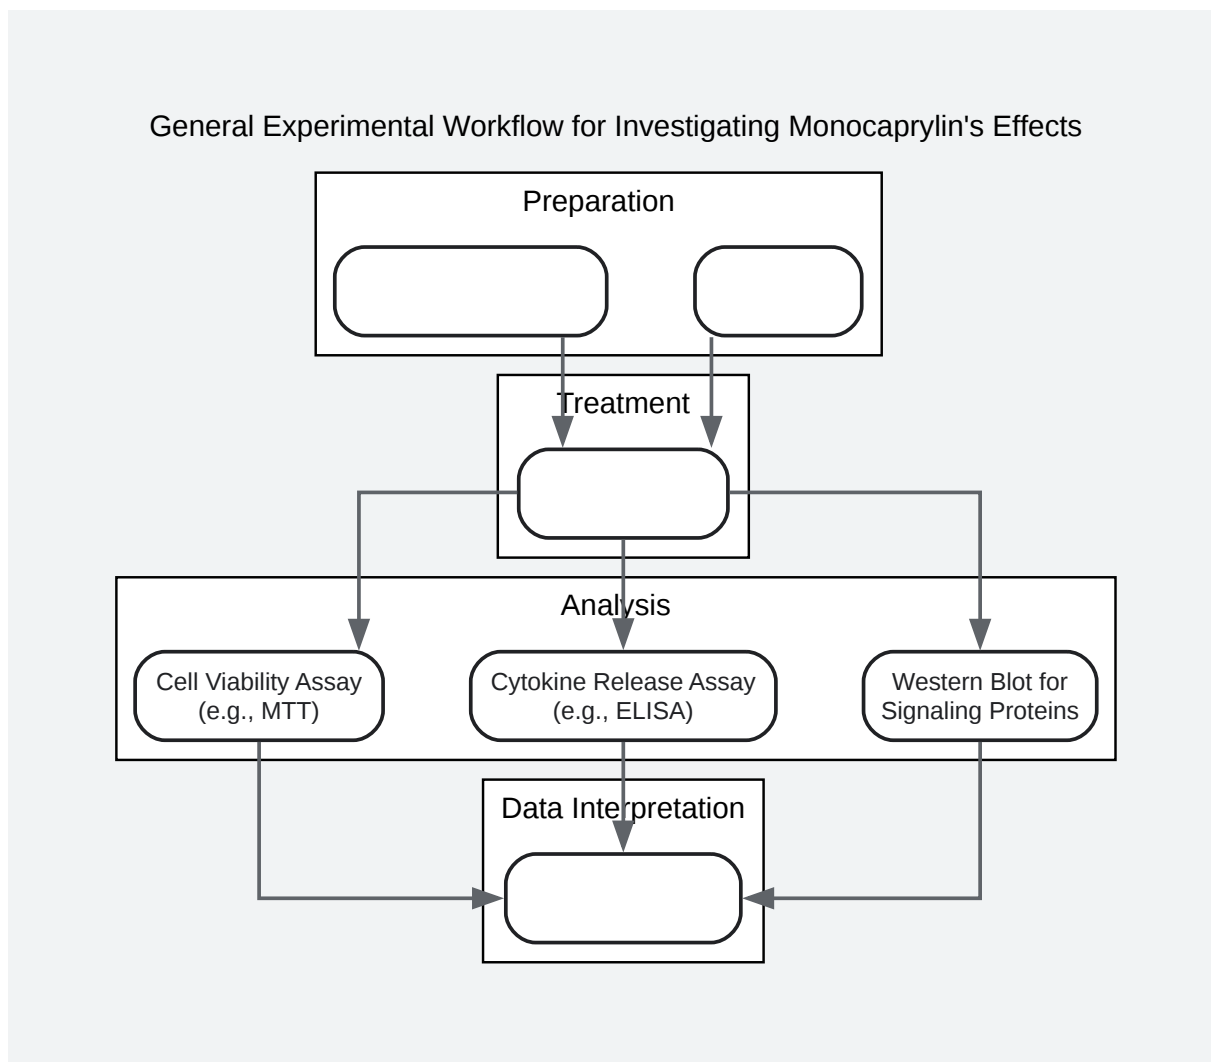 General Experimental Workflow for Investigating Monocaprylin's Effects
Preparation
Treatment
Analysis
Cell Viability Assay
(e.g., MTT)
Cytokine Release Assay
(e.g., ELISA)
Western Blot for
Signaling Proteins
Data Interpretation